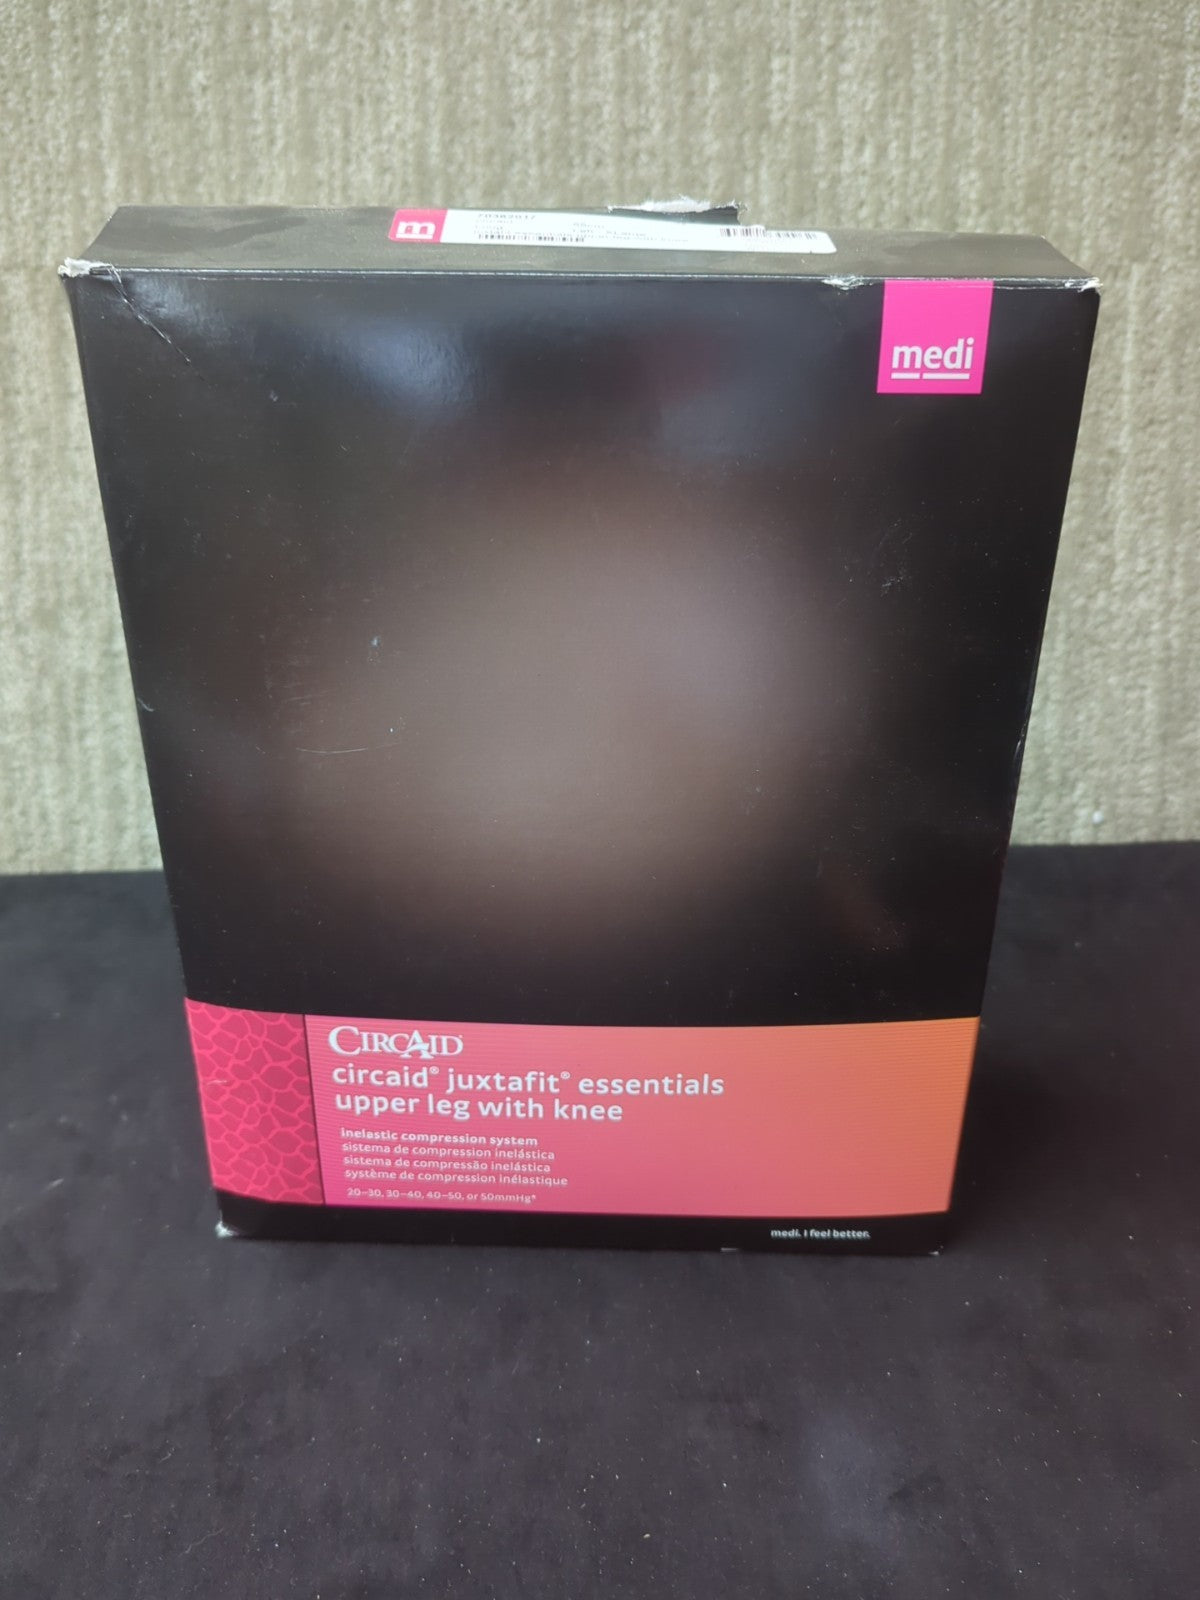 m
70382017
medi
CIRCAID
circaid® juxtafit® essentials
upper leg with knee
inelastic compression system
sistema de compression inelástica
sistema de compressão inelástica
système de compression inélastique
20–30, 30–40, 40–50, or 50mmHg*
medi. I feel better.